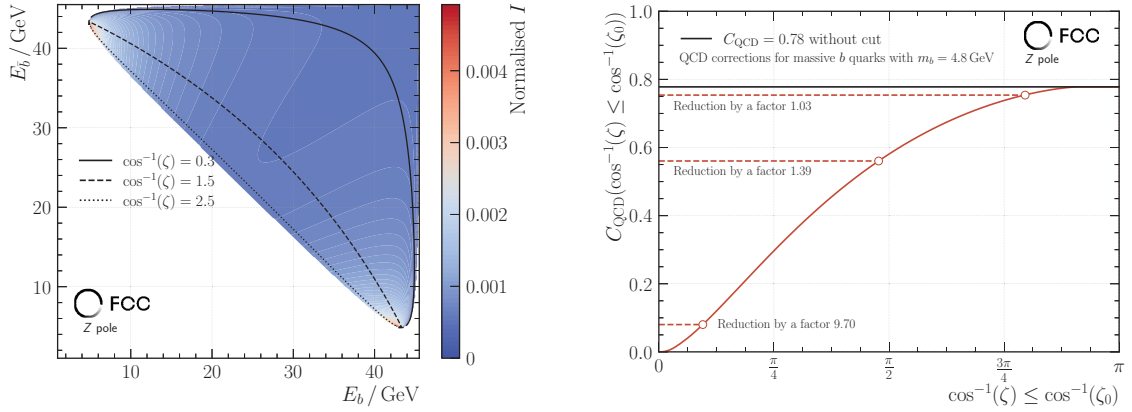 E_b̄ / GeV
40
30
20
10
cos⁻¹(ζ) = 0.3
cos⁻¹(ζ) = 1.5
cos⁻¹(ζ) = 2.5
FCC
Z pole
10 20 30 40
E_b / GeV
Normalised I
0.004
0.003
0.002
0.001
0
C_QCD(cos⁻¹(ζ) ≤ cos⁻¹(ζ₀))
1.0
0.8
0.6
0.4
0.2
0.0
C_QCD = 0.78 without cut
QCD corrections for massive b quarks with m_b = 4.8 GeV
FCC
Z pole
Reduction by a factor 1.03
Reduction by a factor 1.39
Reduction by a factor 9.70
0 π/4 π/2 3π/4 π
cos⁻¹(ζ) ≤ cos⁻¹(ζ₀)